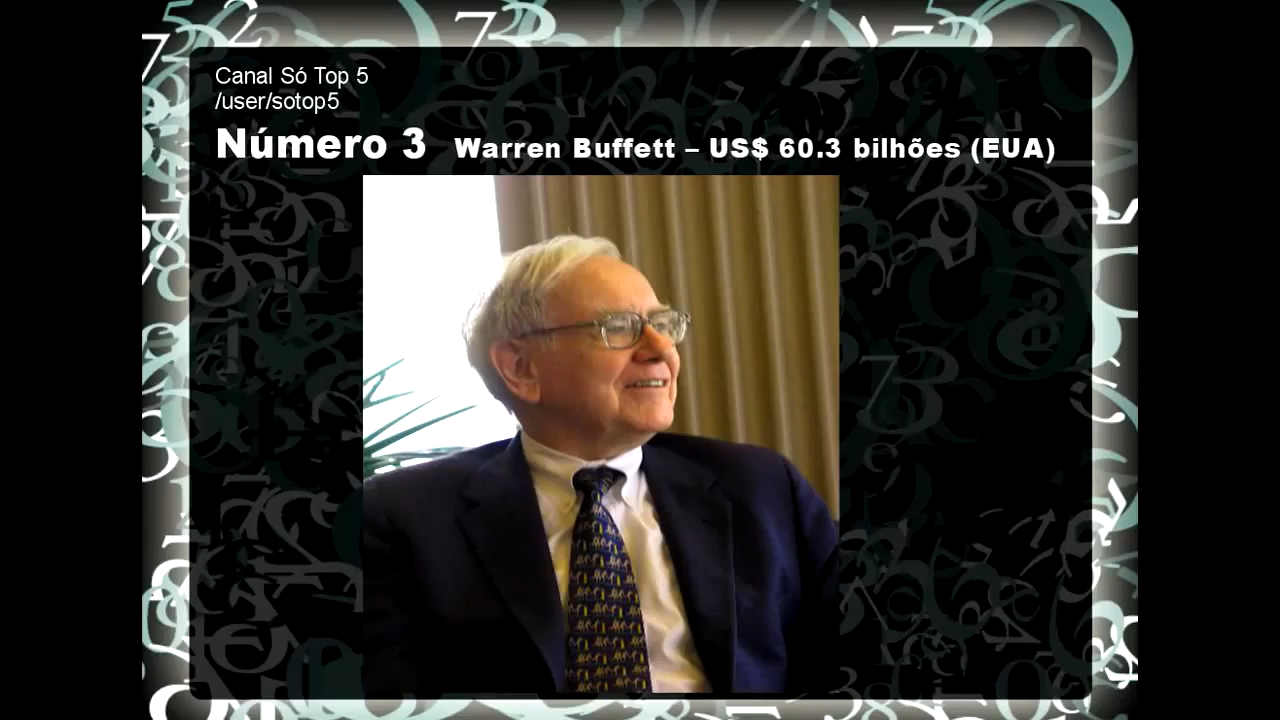 Canal Só Top 5
/user/sotop5
Número 3 Warren Buffett – US$ 60.3 bilhões (EUA)